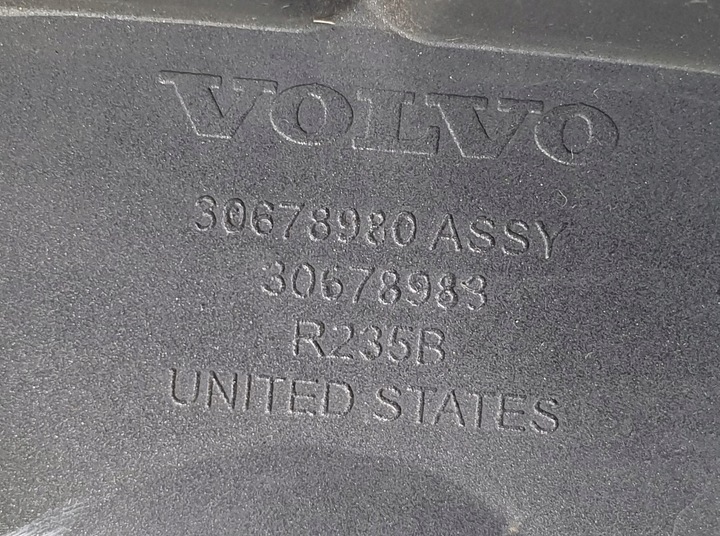 VOLVO
30678980 ASSY
30678983
R235B
UNITED STATES